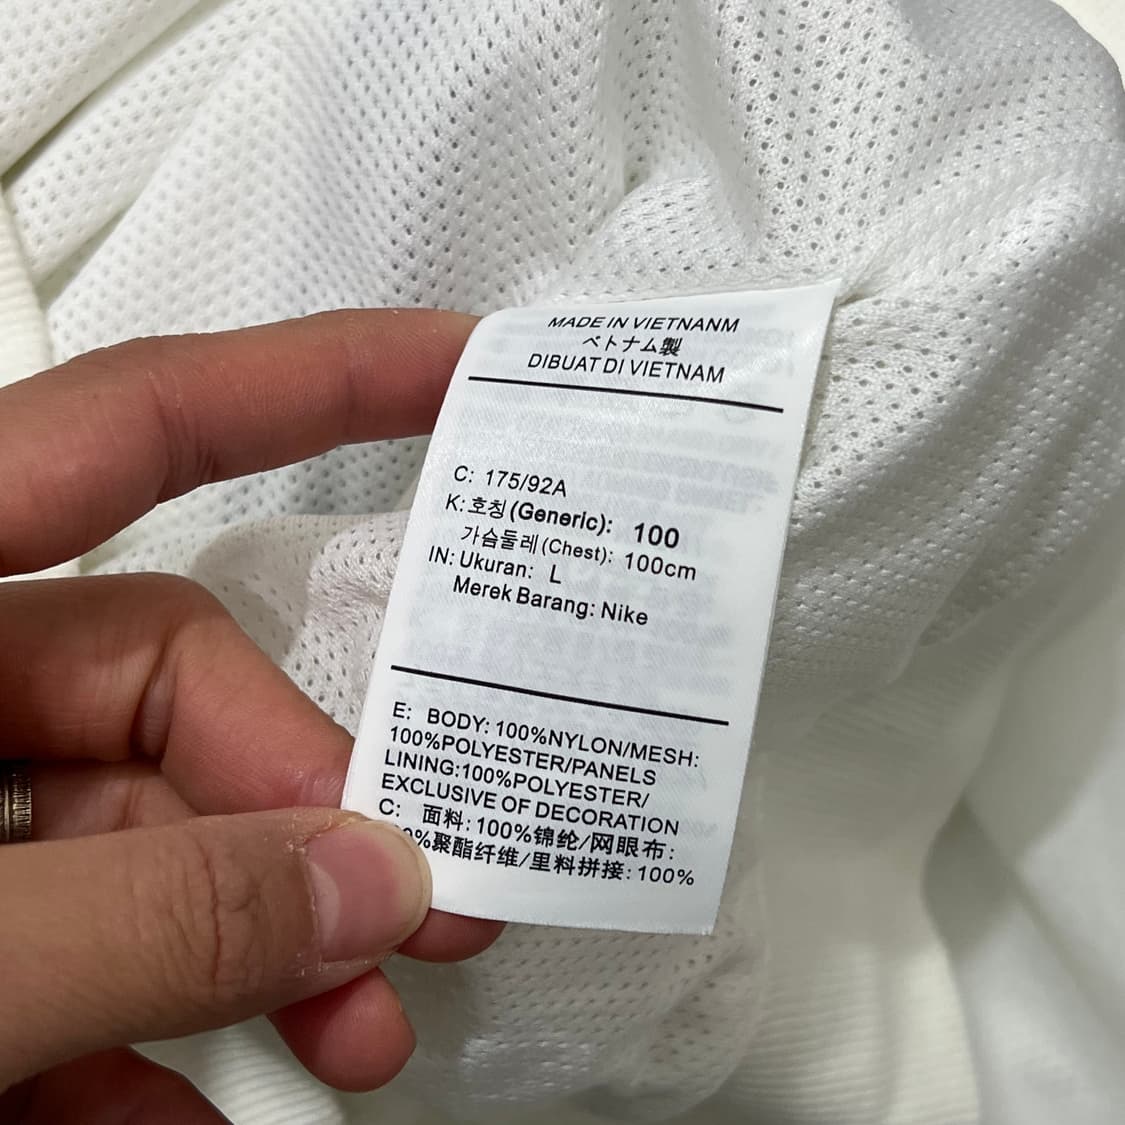 MADE IN VIETNANM
ベトナム製
DIBUAT DI VIETNAM
C: 175/92A
K: 호칭(Generic): 100
가슴둘레(Chest): 100cm
IN: Ukuran: L
Merek Barang: Nike
E: BODY: 100%NYLON/MESH:
100%POLYESTER/PANELS
LINING:100%POLYESTER/
EXCLUSIVE OF DECORATION
C: 面料:100%锦纶/网眼布:
0%聚酯纤维/里料拼接:100%